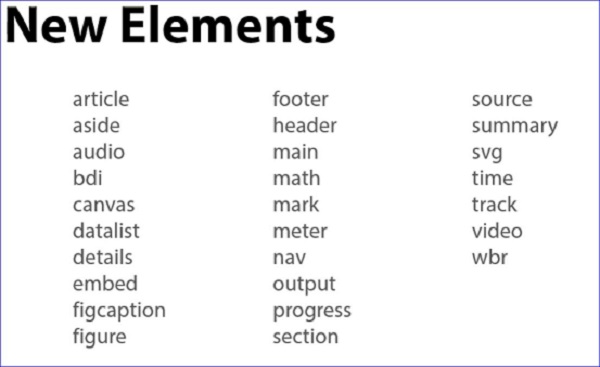 New Elements
article
aside
audio
bdi
canvas
datalist
details
embed
figcaption
figure
footer
header
main
math
mark
meter
nav
output
progress
section
source
summary
svg
time
track
video
wbr